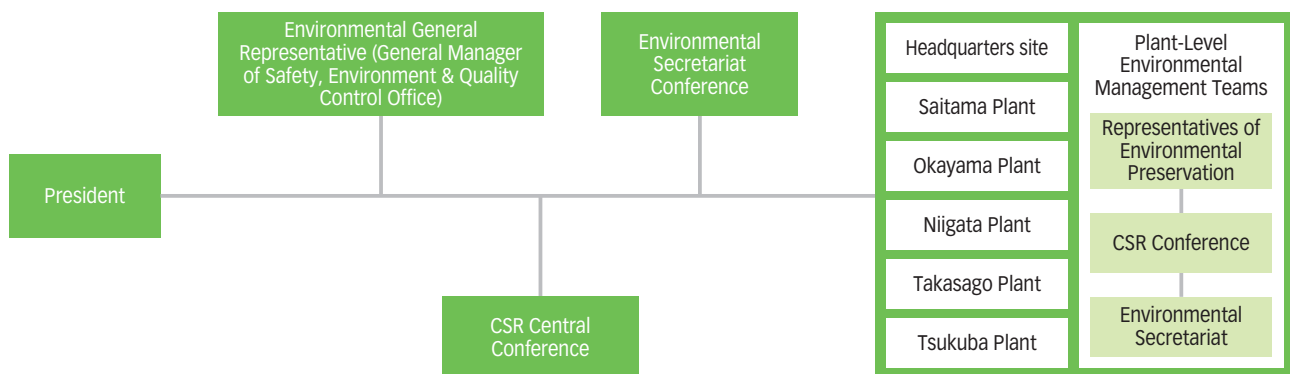 President
Environmental General
Representative (General Manager
of Safety, Environment & Quality
Control Office)
Environmental
Secretariat
Conference
CSR Central
Conference
Headquarters site
Saitama Plant
Okayama Plant
Niigata Plant
Takasago Plant
Tsukuba Plant
Plant-Level
Environmental
Management Teams
Representatives of
Environmental
Preservation
CSR Conference
Environmental
Secretariat